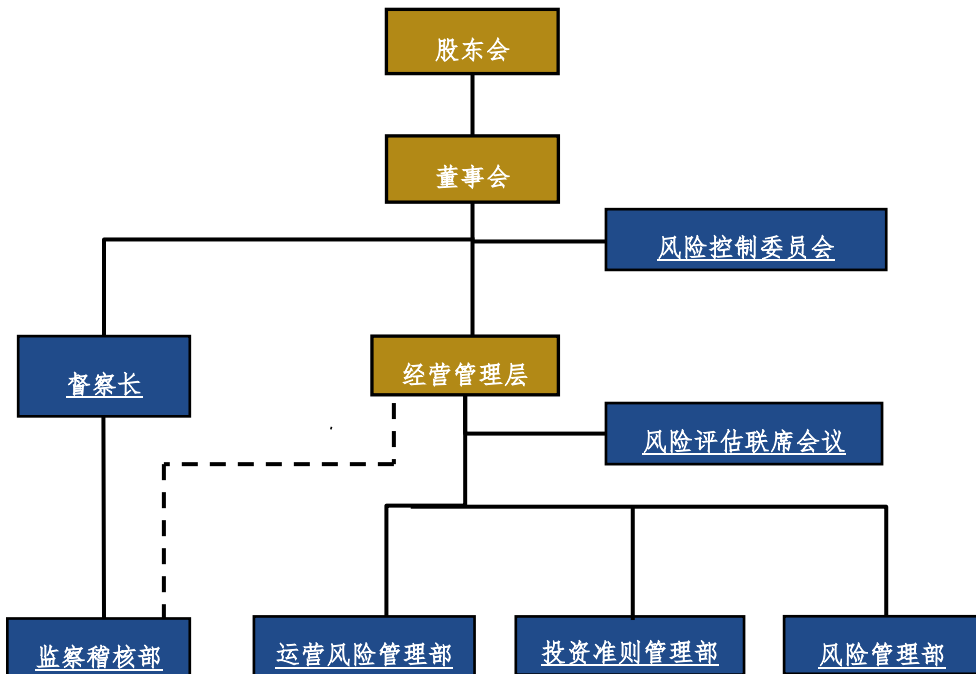 股东会
董事会
风险控制委员会
督察长
经营管理层
风险评估联席会议
监察稽核部
运营风险管理部
投资准则管理部
风险管理部